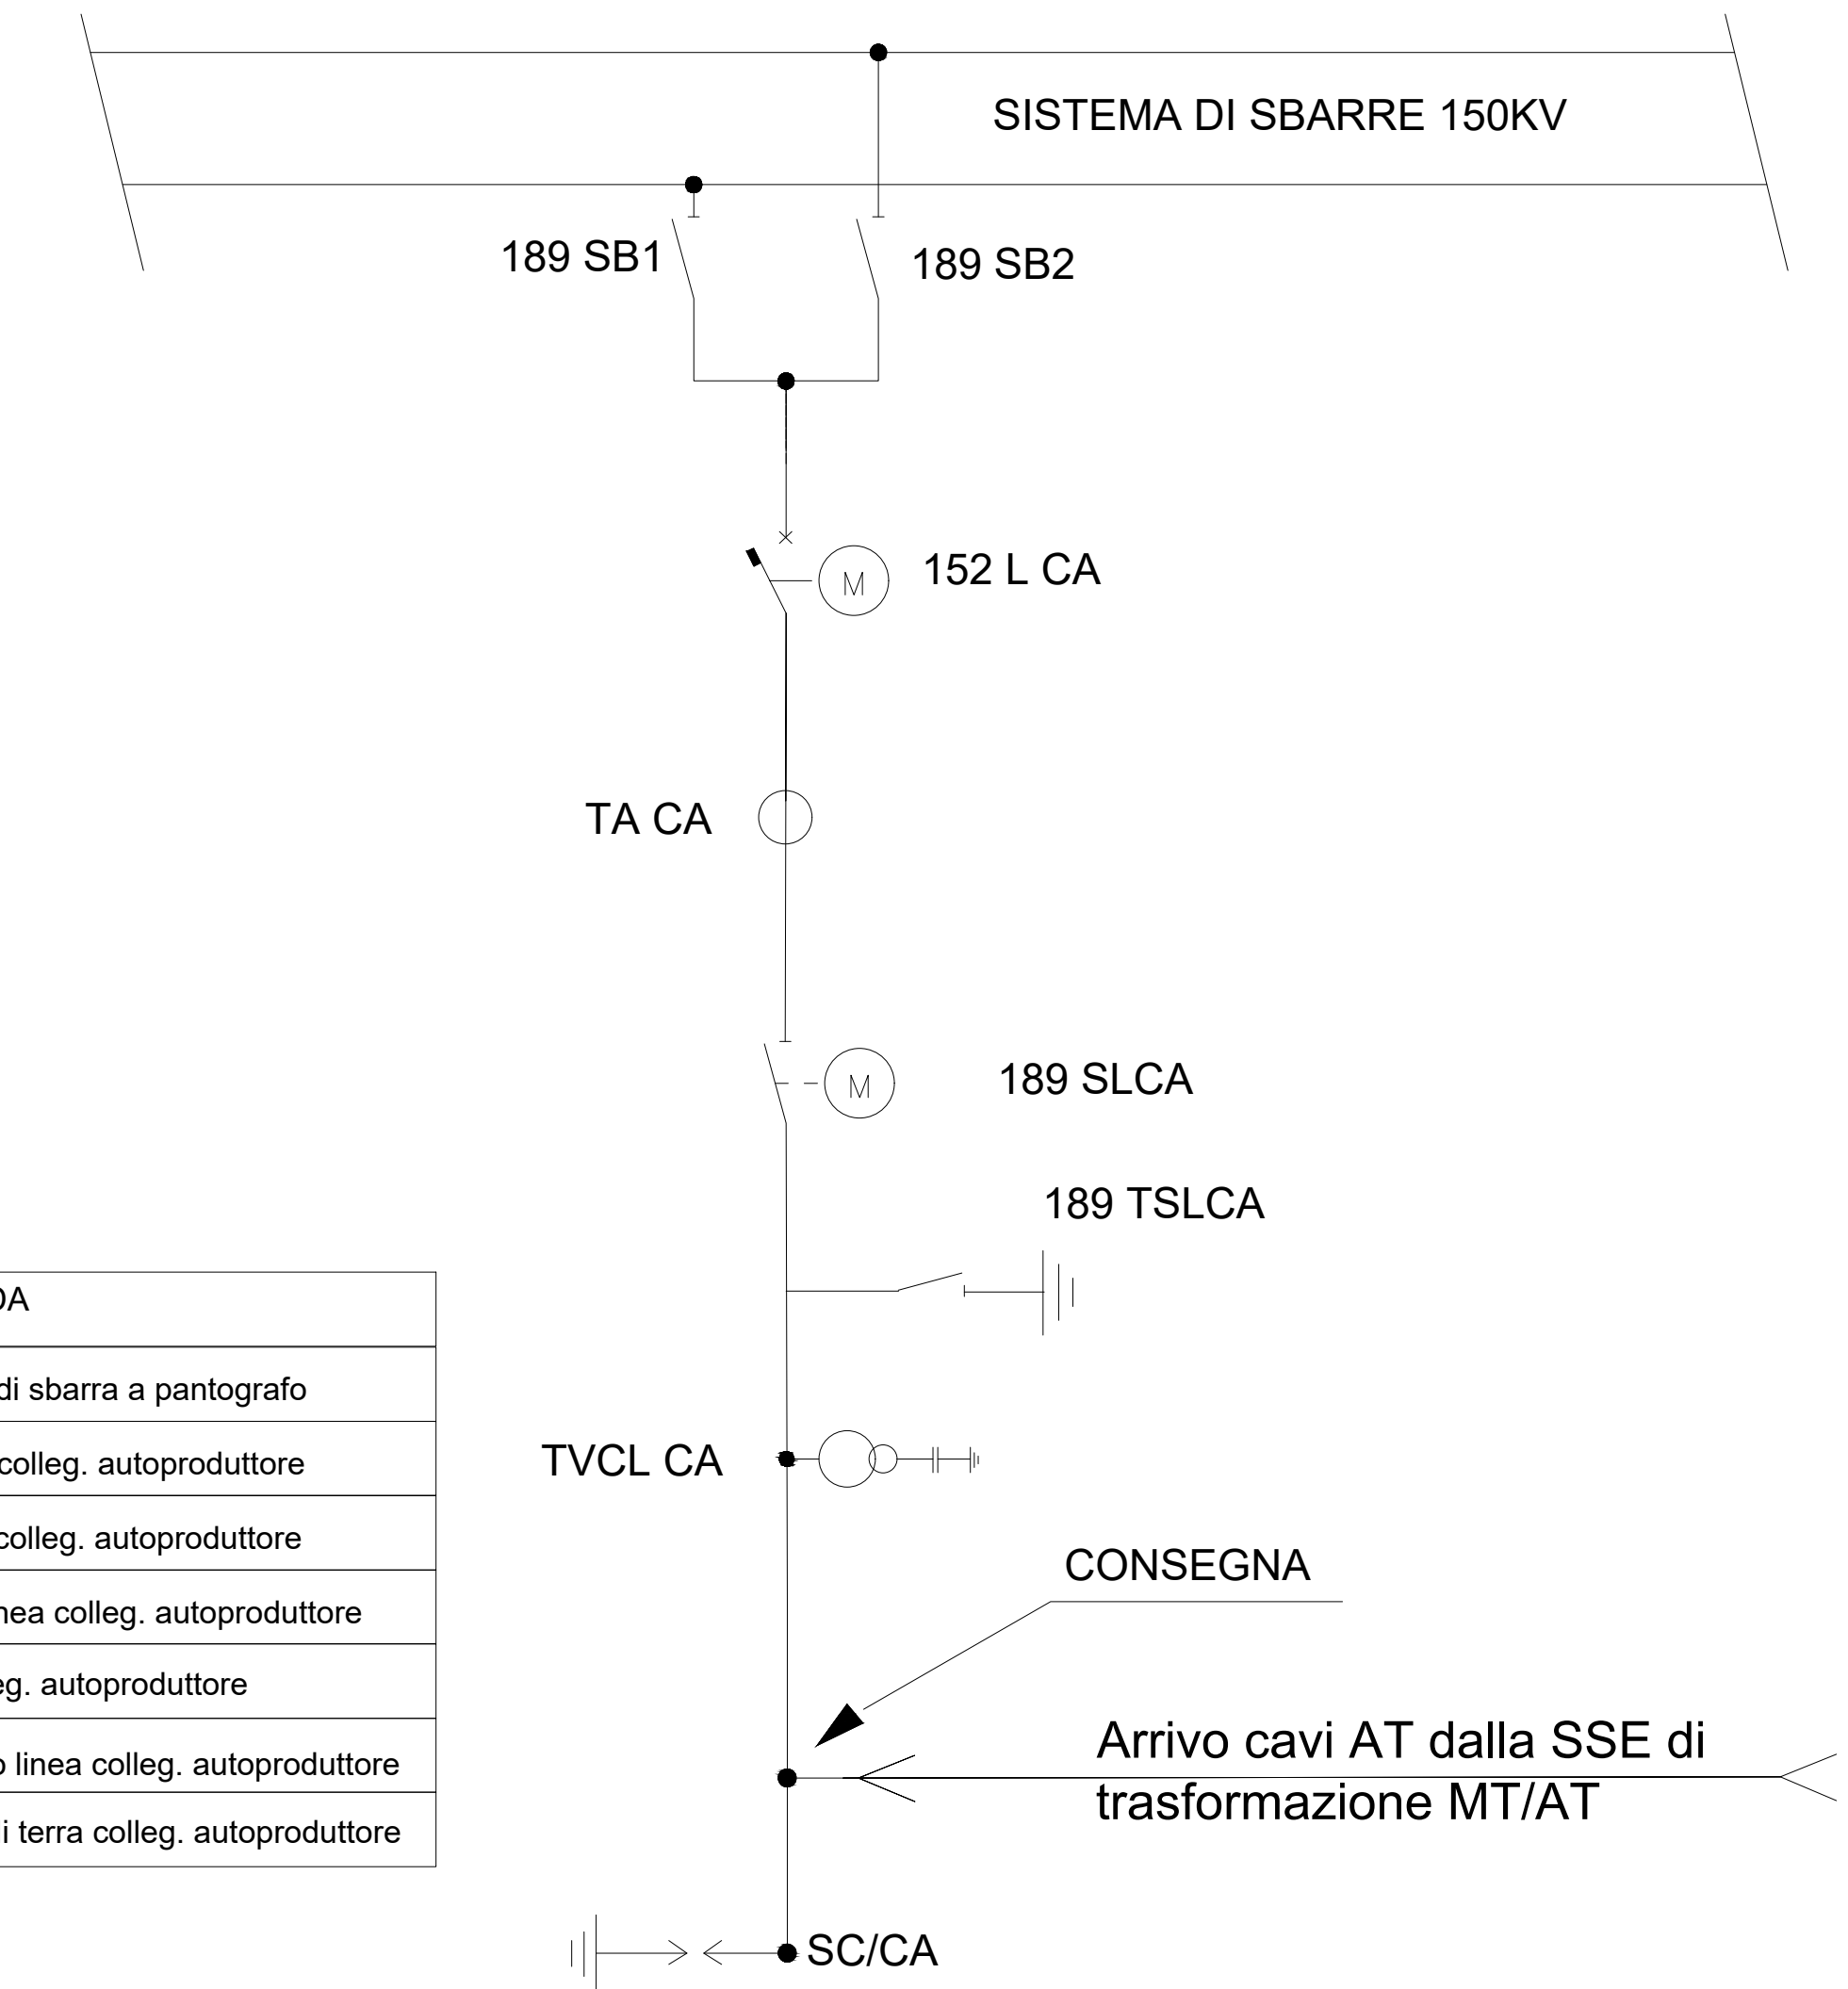 SISTEMA DI SBARRE 150KV
189 SB1
189 SB2
152 L CA
M
TA CA
M
189 SLCA
189 TSLCA
DA
di sbarra a pantografo
colleg. autoproduttore
TVCL CA
colleg. autoproduttore
CONSEGNA
nea colleg. autoproduttore
eg. autoproduttore
Arrivo cavi AT dalla SSE di
trasformazione MT/AT
o linea colleg. autoproduttore
i terra colleg. autoproduttore
SC/CA